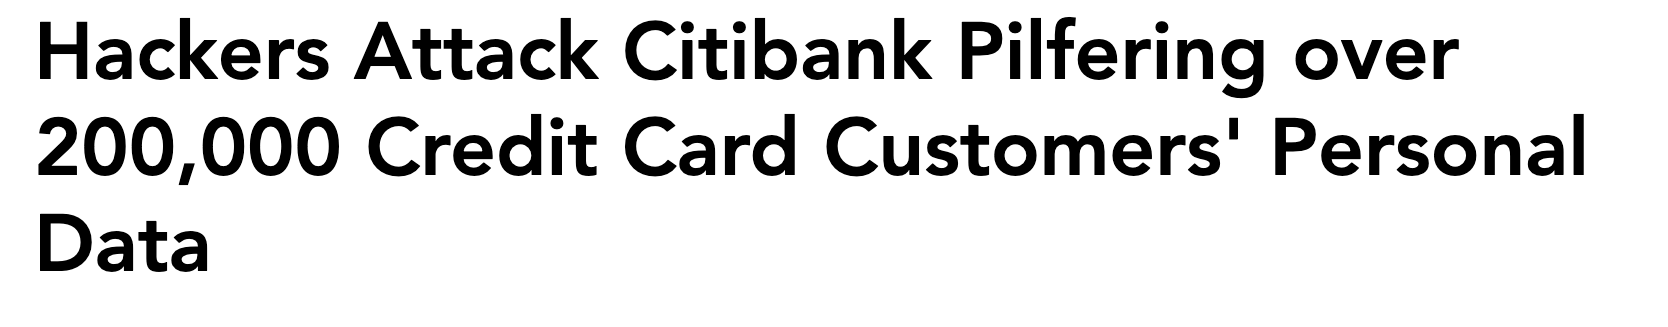 Hackers Attack Citibank Pilfering over
200,000 Credit Card Customers' Personal
Data